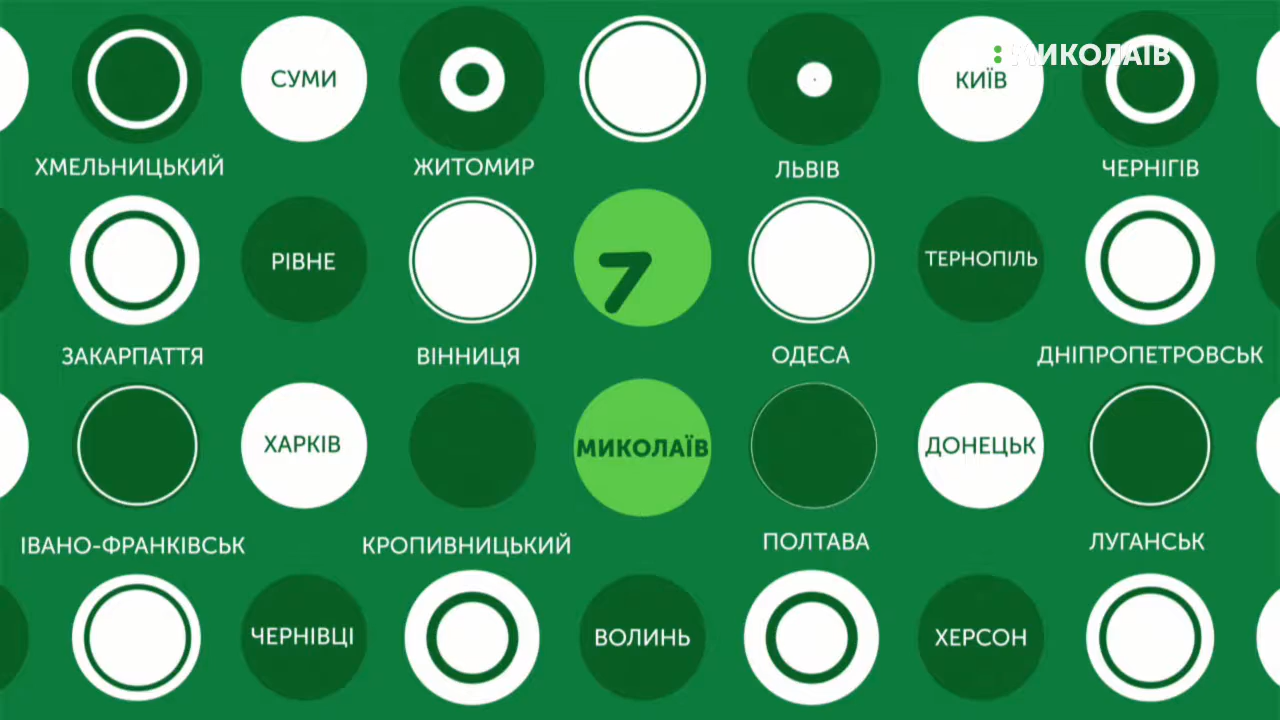 :МИКОЛАЇВ
СУМИ
КИЇВ
ХМЕЛЬНИЦЬКИЙ
ЖИТОМИР
ЛЬВІВ
ЧЕРНІГІВ
РІВНЕ
ТЕРНОПІЛЬ
ЗАКАРПАТТЯ
ВІННИЦЯ
ОДЕСА
ДНІПРОПЕТРОВСЬК
ХАРКІВ
МИКОЛАЇВ
ДОНЕЦЬК
ІВАНО-ФРАНКІВСЬК
КРОПИВНИЦЬКИЙ
ПОЛТАВА
ЛУГАНСЬК
ЧЕРНІВЦІ
ВОЛИНЬ
ХЕРСОН